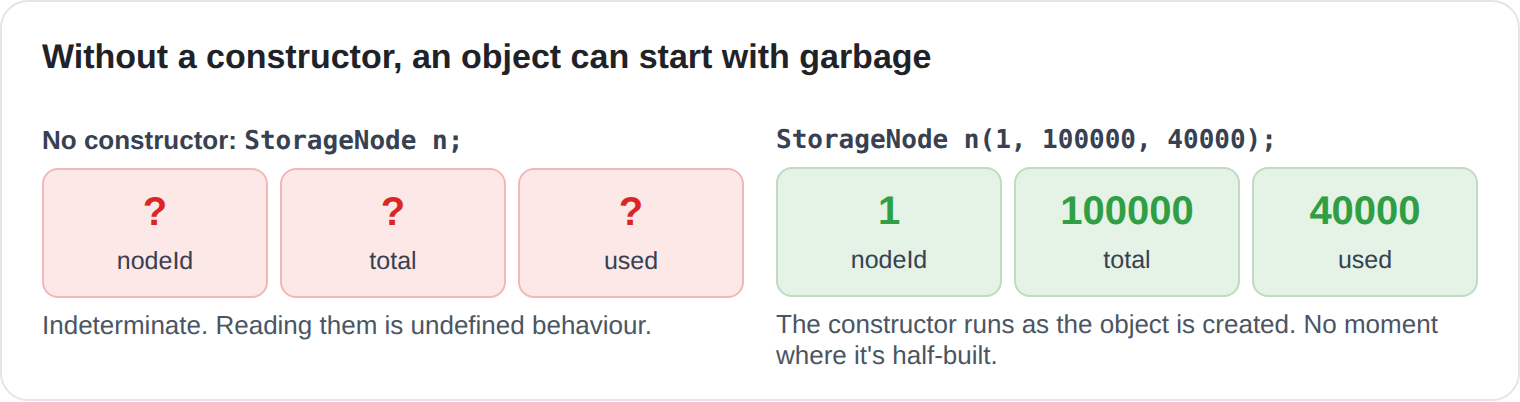 Without a constructor, an object can start with garbage
No constructor: StorageNode n;
?
nodeId
?
total
?
used
Indeterminate. Reading them is undefined behaviour.
StorageNode n(1, 100000, 40000);
1
nodeId
100000
total
40000
used
The constructor runs as the object is created. No moment
where it's half-built.